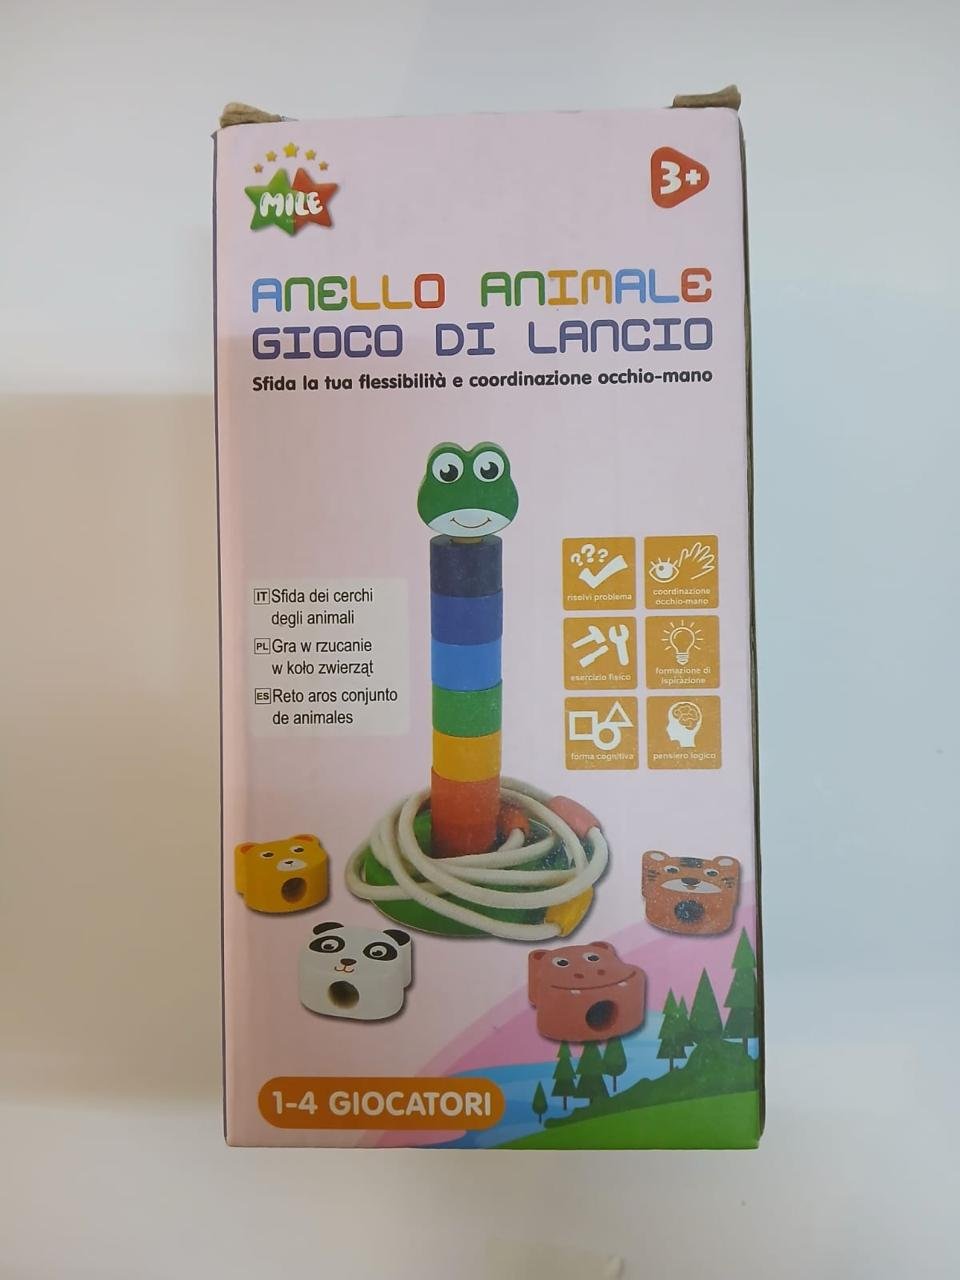 MILE
3+
ANELLO ANIMALE
GIOCO DI LANCIO
Sfida la tua flessibilità e coordinazione occhio-mano
???
risolvi problema
coordinazione
occhio-mano
IT Sfida dei cerchi
degli animali
PL Gra w rzucanie
w koło zwierząt
ES Reto aros conjunto
de animales
esercizio fisico
formazione di
ispirazione
forma cognitiva
pensiero logico
1-4 GIOCATORI